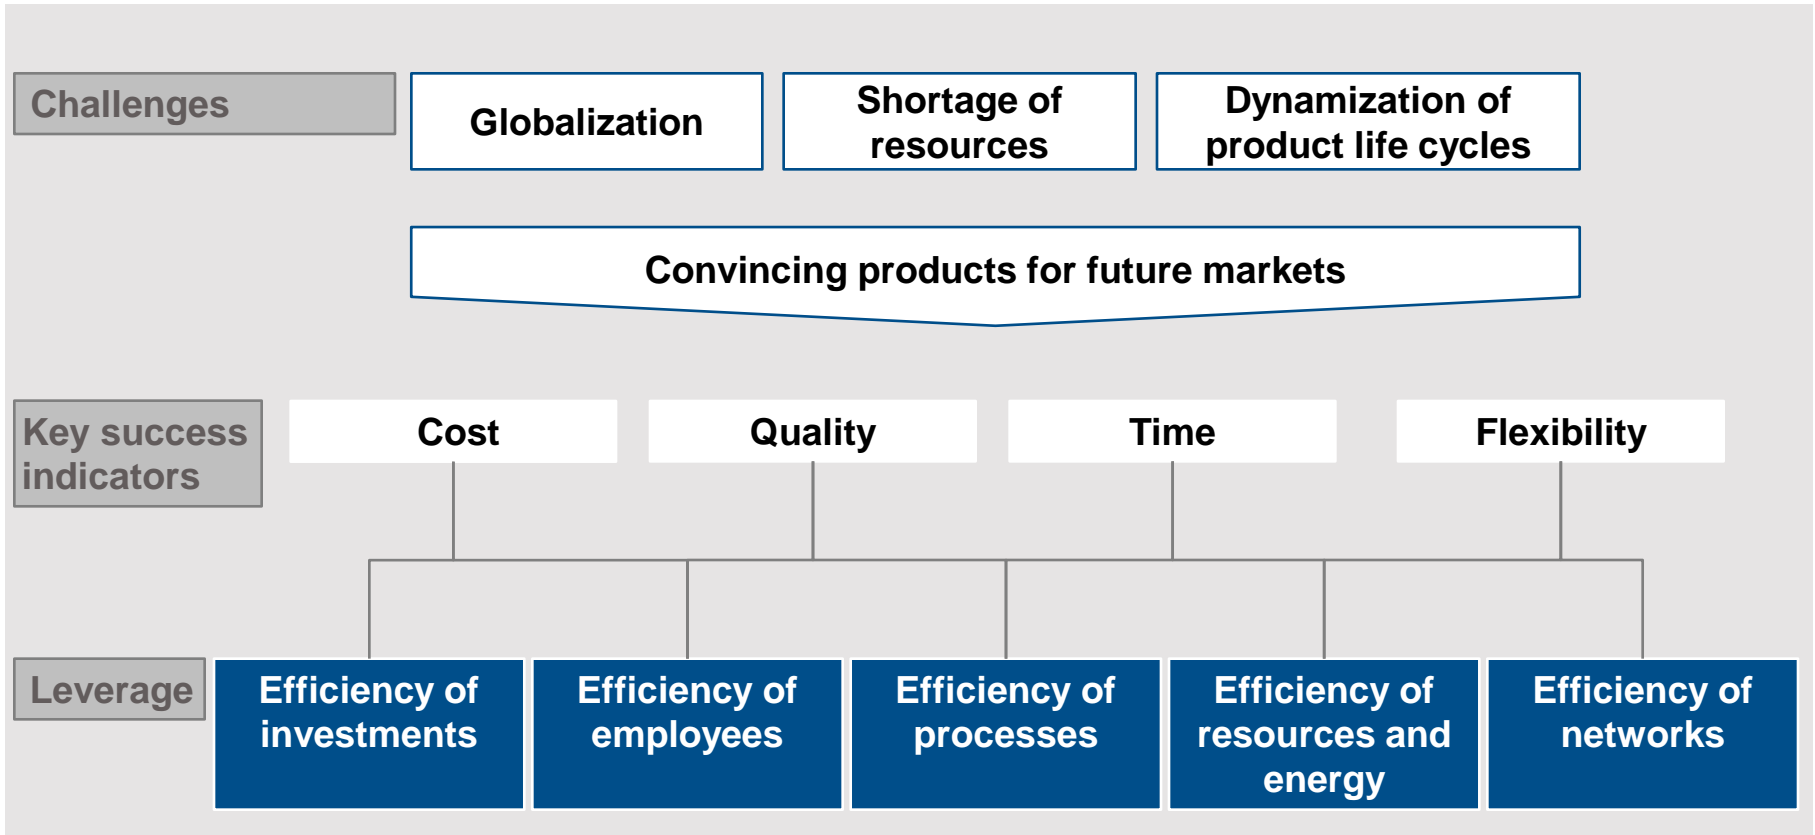 Challenges
Globalization
Shortage of
resources
Dynamization of
product life cycles
Convincing products for future markets
Key success
indicators
Cost
Quality
Time
Flexibility
Leverage
Efficiency of
investments
Efficiency of
employees
Efficiency of
processes
Efficiency of
resources and
energy
Efficiency of
networks